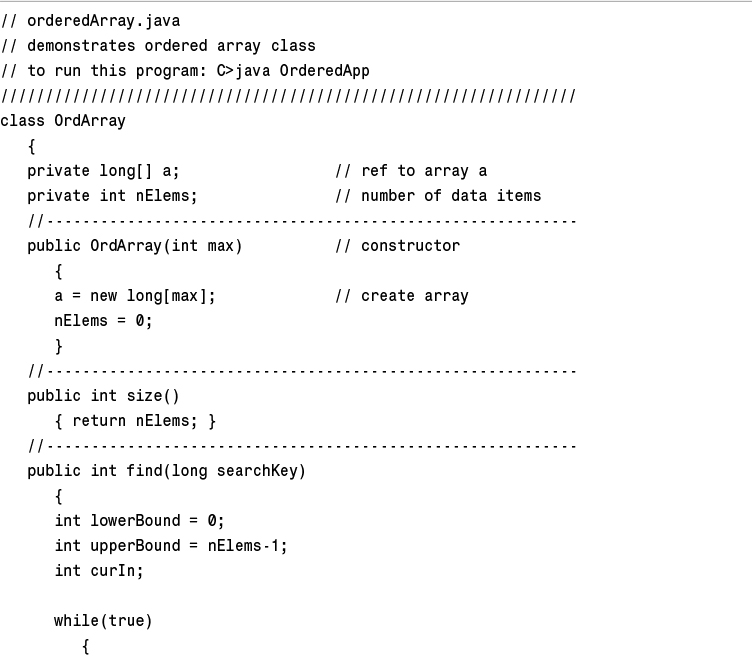 // orderedArray.java
// demonstrates ordered array class
// to run this program: C>java OrderedApp
////////////////////////////////////////////////////////////////
class OrdArray
   {
   private long[] a;                 // ref to array a
   private int nElems;               // number of data items
   //-----------------------------------------------------------
   public OrdArray(int max)          // constructor
      {
      a = new long[max];             // create array
      nElems = 0;
      }
   //-----------------------------------------------------------
   public int size()
      { return nElems; }
   //-----------------------------------------------------------
   public int find(long searchKey)
      {
      int lowerBound = 0;
      int upperBound = nElems-1;
      int curIn;

      while(true)
         {